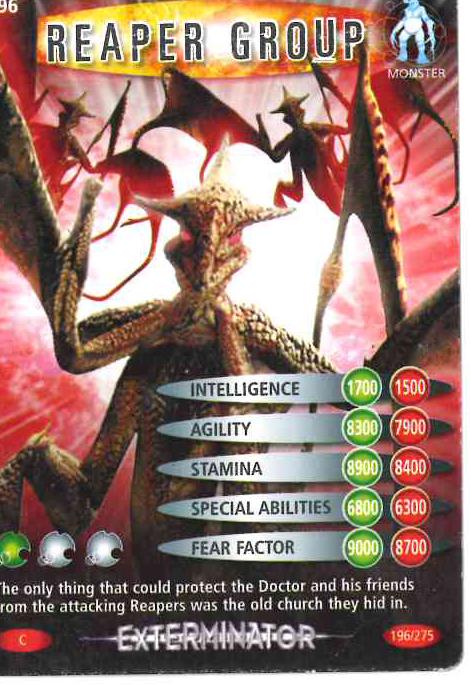 96
REAPER GROUP
MONSTER
INTELLIGENCE 1700 1500
AGILITY 8300 7900
STAMINA 8900 8400
SPECIAL ABILITIES 6800 6300
FEAR FACTOR 9000 8700
The only thing that could protect the Doctor and his friends
from the attacking Reapers was the old church they hid in.
C EXTERMINATOR 196/275